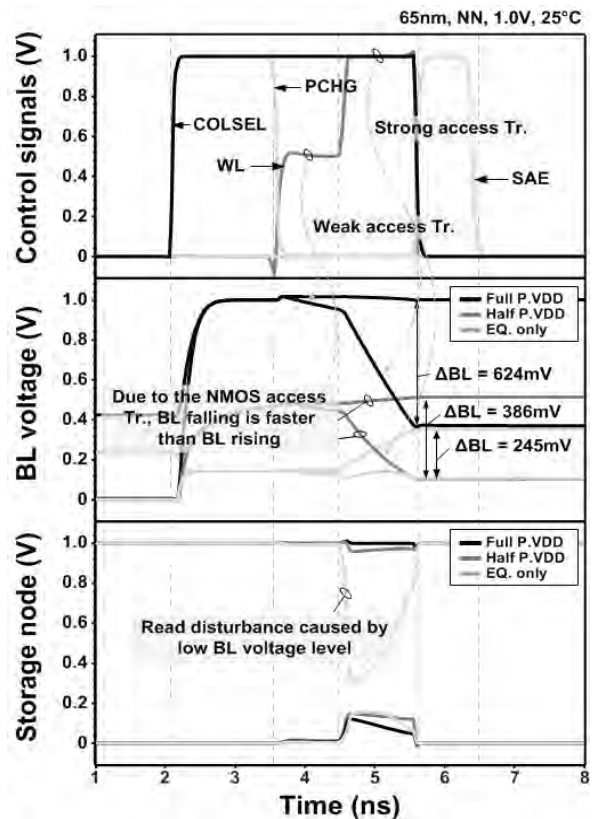 65nm, NN, 1.0V, 25°C
Control signals (V)
1.0
0.8
0.6
0.4
0.2
0
PCHG
COLSEL
Strong access Tr.
WL
SAE
Weak access Tr.
BL voltage (V)
1.0
0.8
0.6
0.4
0.2
0
Full P.VDD
Half P.VDD
EQ. only
ΔBL = 624mV
Due to the NMOS access
Tr., BL falling is faster
than BL rising
ΔBL = 386mV
ΔBL = 245mV
Storage node (V)
1.0
0.8
0.6
0.4
0.2
0
Full P.VDD
Half P.VDD
EQ. only
Read disturbance caused by
low BL voltage level
1 2 3 4 5 6 7 8
Time (ns)